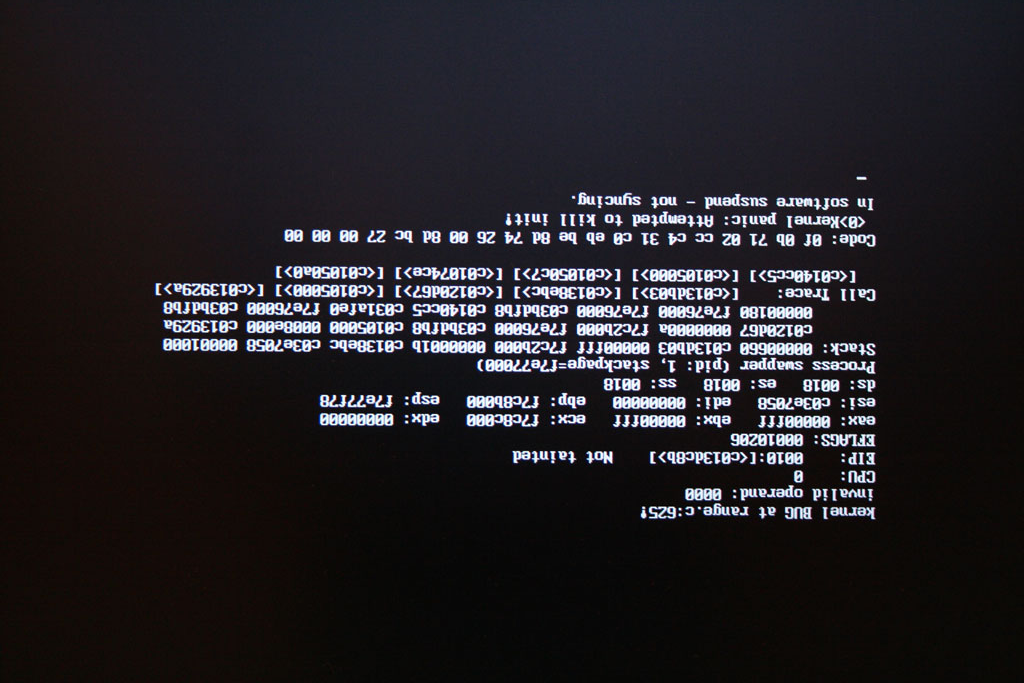 kernel BUG at range.c:625!
invalid operand: 0000
CPU:    0
EIP:    0010:[<c013dc8b>]    Not tainted
EFLAGS: 00010206
eax: 00000fff   ebx: 00000fff   ecx: f7c8c000   edx: 00000000
esi: c03e7058   edi: 00000000   ebp: f7c8b000   esp: f7e77f78
ds: 0018   es: 0018   ss: 0018
Process swapper (pid: 1, stackpage=f7e77000)
Stack: 00000660 c013db03 00000fff f7c2b000 0000001b c0138ebc c03e7058 00001000
       c0120d67 0000000a f7c2b000 f7e76000 c03bdfb8 c0105000 0008e000 c013929a
       00000180 f7e76000 f7e76000 c03bdfb8 c0140cc5 c031afe0 f7e76000 c03bdfb8
Call Trace:    [<c013db03>] [<c0138ebc>] [<c0120d67>] [<c0105000>] [<c013929a>]
  [<c0140cc5>] [<c0105000>] [<c01050c7>] [<c01074ce>] [<c01050a0>]
Code: 0f 0b 71 02 cc c4 31 c0 eb be 8d 74 26 00 8d bc 27 00 00 00
 <0>Kernel panic: Attempted to kill init!
In software suspend - not syncing.
_